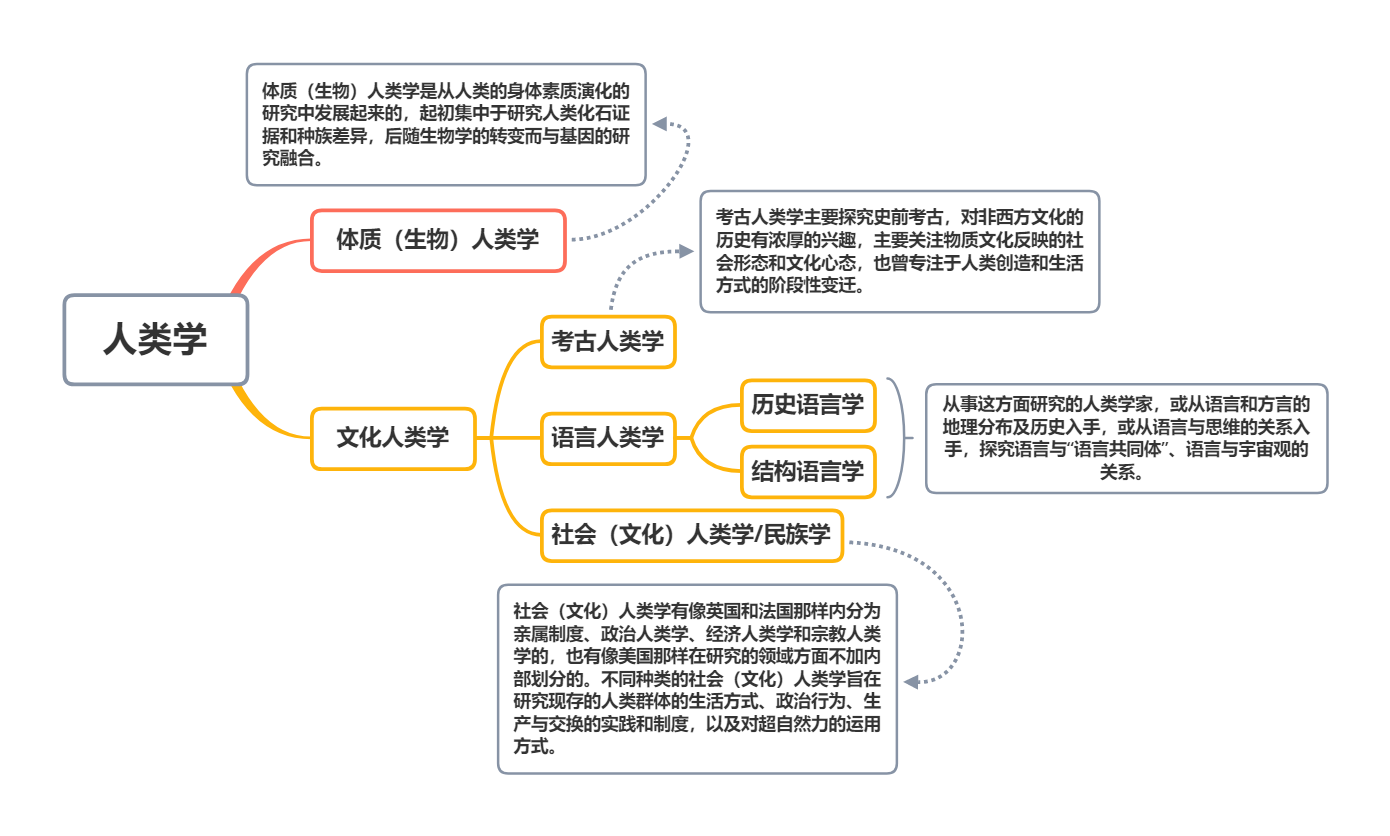 体质（生物）人类学是从人类的身体素质演化的
研究中发展起来的，起初集中于研究人类化石证
据和种族差异，后随生物学的转变而与基因的研
究融合。
体质（生物）人类学
考古人类学主要探究史前考古，对非西方文化的
历史有浓厚的兴趣，主要关注物质文化反映的社
会形态和文化心态，也曾专注于人类创造和生活
方式的阶段性变迁。
人类学
考古人类学
文化人类学
语言人类学
历史语言学
结构语言学
从事这方面研究的人类学家，或从语言和方言的
地理分布及历史入手，或从语言与思维的关系入
手，探究语言与“语言共同体”、语言与宇宙观的
关系。
社会（文化）人类学/民族学
社会（文化）人类学有像英国和法国那样内分为
亲属制度、政治人类学、经济人类学和宗教人类
学的，也有像美国那样在研究的领域方面不加内
部划分的。不同种类的社会（文化）人类学旨在
研究现存的人类群体的生活方式、政治行为、生
产与交换的实践和制度，以及对超自然力的运用
方式。